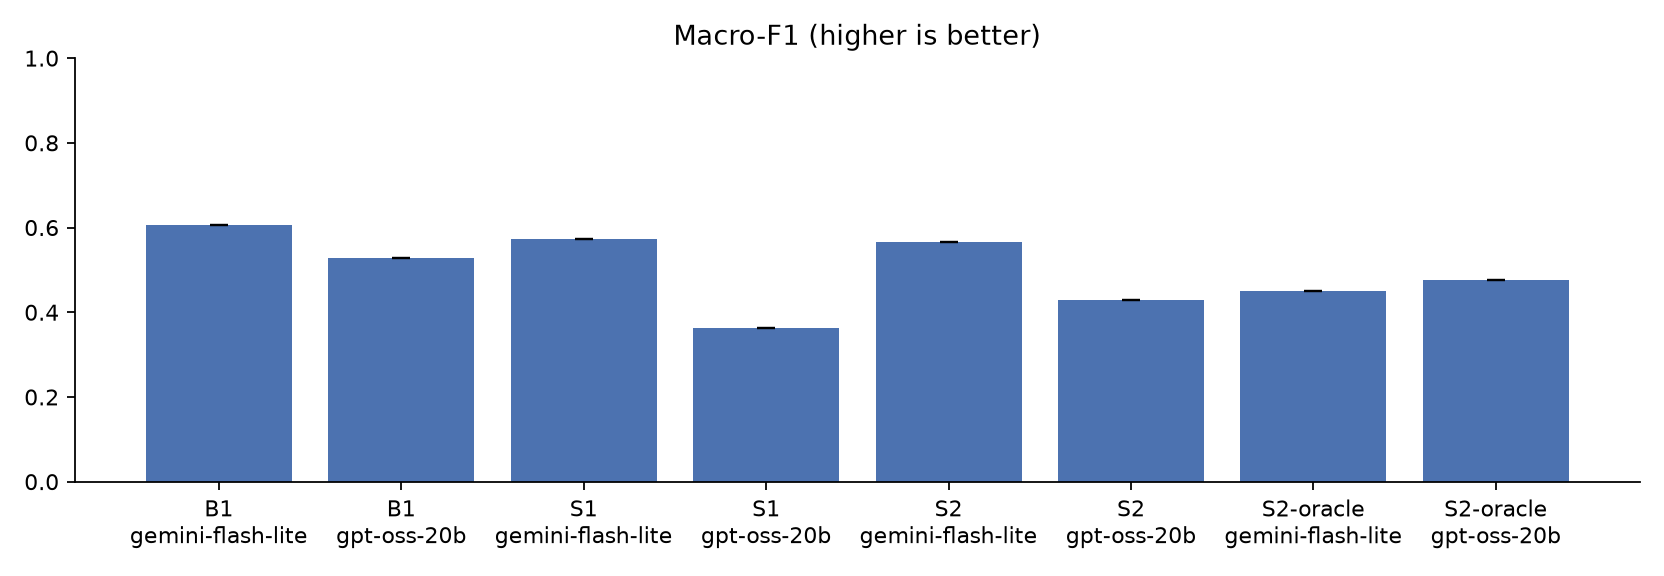 Macro-F1 (higher is better)
1.0
0.8
0.6
0.4
0.2
0.0
B1 B1 S1 S1 S2 S2 S2-oracle S2-oracle
gemini-flash-lite gpt-oss-20b gemini-flash-lite gpt-oss-20b gemini-flash-lite gpt-oss-20b gemini-flash-lite gpt-oss-20b